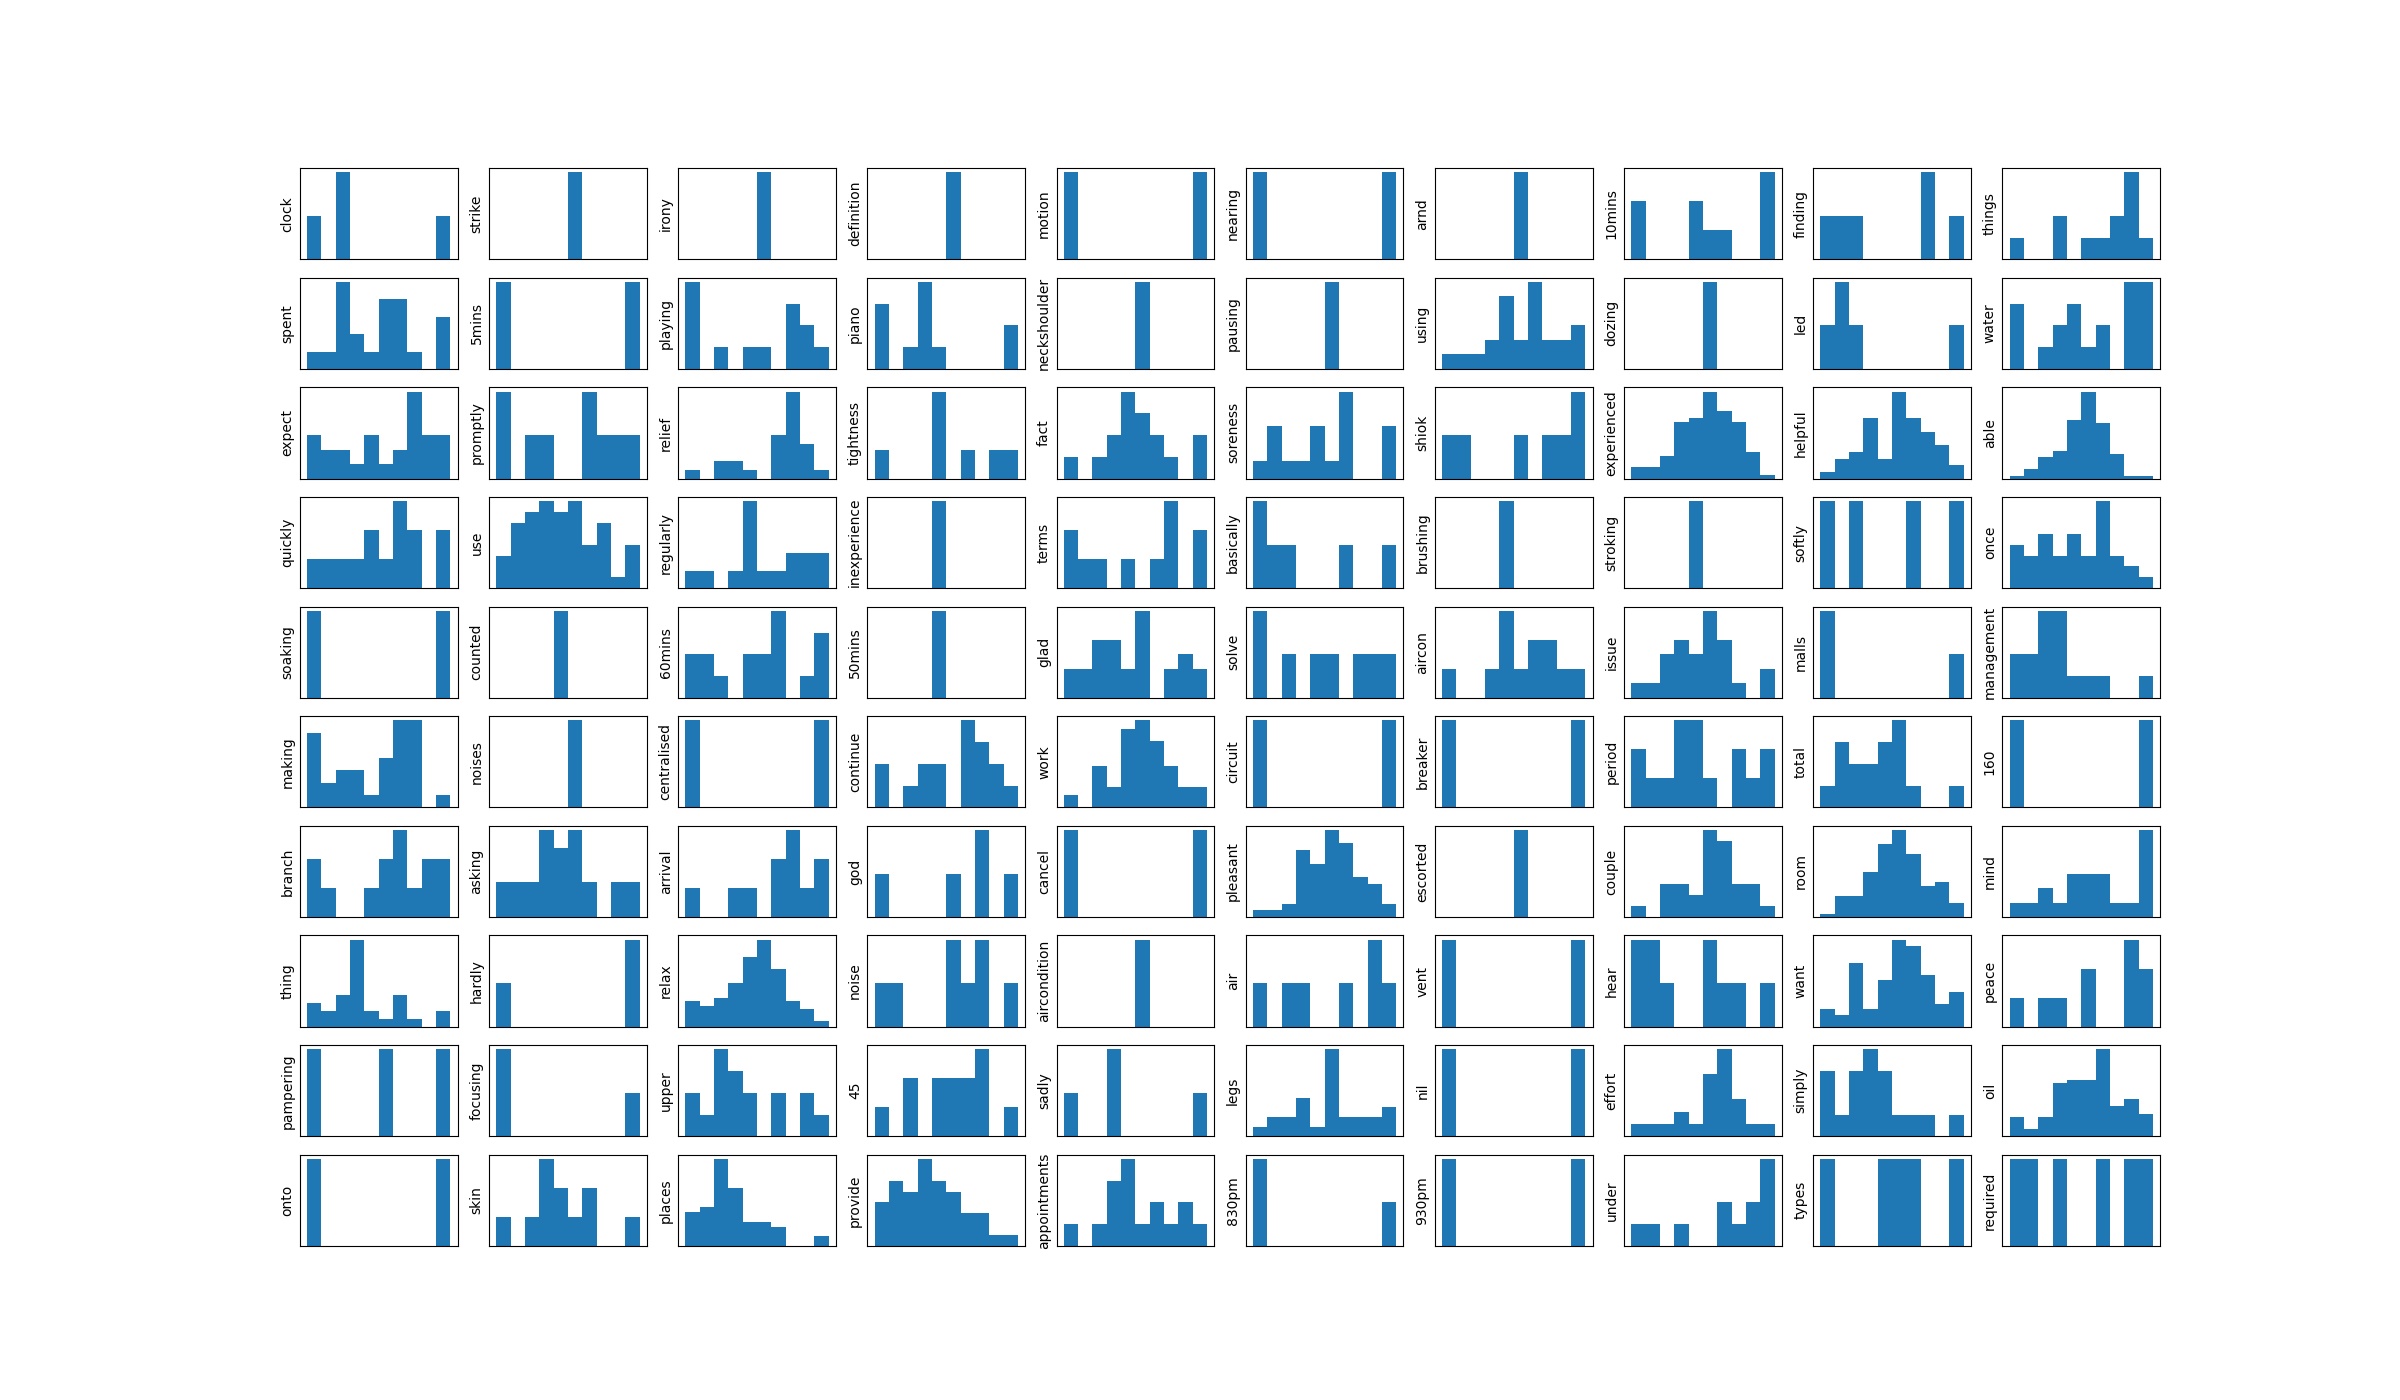 clock
strike
irony
definition
motion
nearing
arnd
10mins
finding
things
spent
5mins
playing
piano
neckshoulder
pausing
using
dozing
led
water
expect
promptly
relief
tightness
fact
soreness
shiok
experienced
helpful
able
quickly
use
regularly
inexperience
terms
basically
brushing
stroking
softly
once
soaking
counted
60mins
50mins
glad
solve
aircon
issue
malls
management
making
noises
centralised
continue
work
circuit
breaker
period
total
160
branch
asking
arrival
god
cancel
pleasant
escorted
couple
room
mind
thing
hardly
relax
noise
aircondition
air
vent
hear
want
peace
pampering
focusing
upper
45
sadly
legs
nil
effort
simply
oil
onto
skin
places
provide
appointments
830pm
930pm
under
types
required